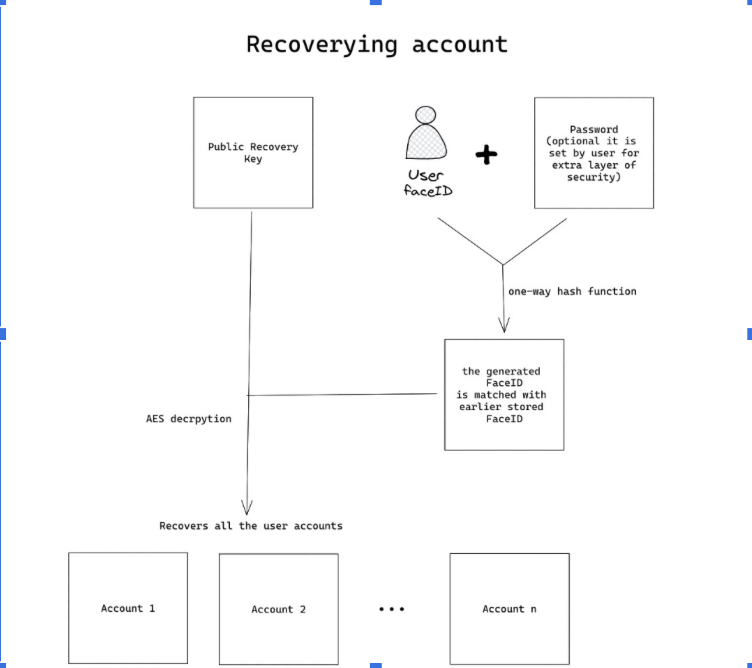 Recoverying account
Public Recovery
Key
User
faceID
+
Password
(optional it is
set by user for
extra layer of
security)
one-way hash function
the generated
FaceID
is matched with
earlier stored
FaceID
AES decrpytion
Recovers all the user accounts
Account 1
Account 2
...
Account n